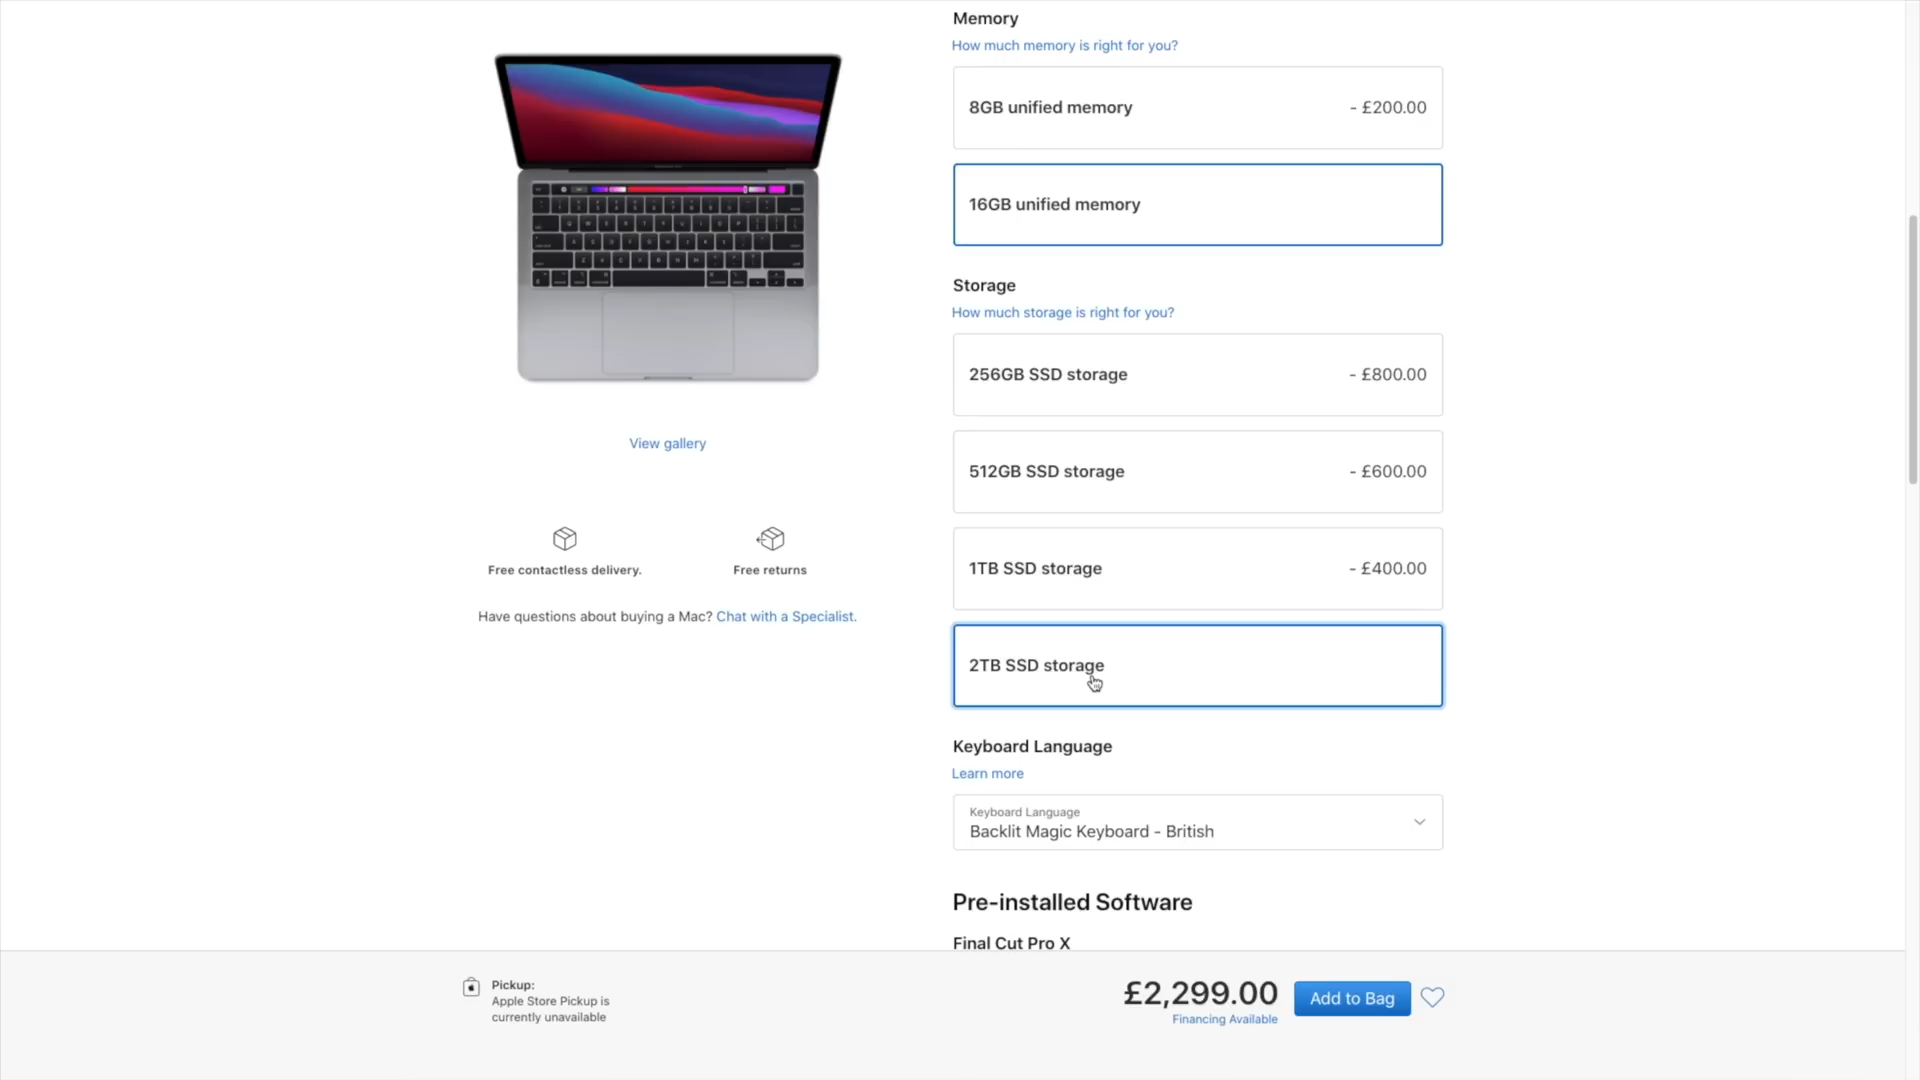 Memory
How much memory is right for you?
8GB unified memory - £200.00
16GB unified memory
Storage
How much storage is right for you?
256GB SSD storage - £800.00
512GB SSD storage - £600.00
1TB SSD storage - £400.00
2TB SSD storage
Keyboard Language
Learn more
Keyboard Language
Backlit Magic Keyboard - British
Pre-installed Software
Final Cut Pro X
View gallery
Free contactless delivery.
Free returns
Have questions about buying a Mac? Chat with a Specialist.
Pickup:
Apple Store Pickup is
currently unavailable
£2,299.00
Financing Available
Add to Bag